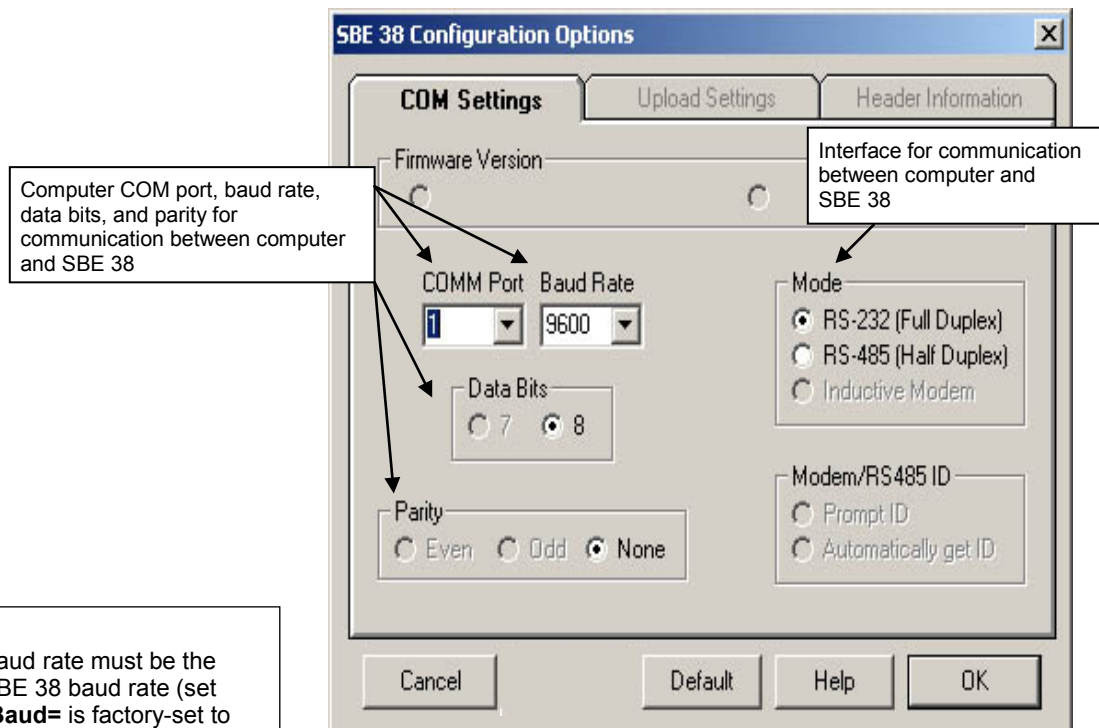 SBE 38 Configuration Options
COM Settings
Upload Settings
Header Information
Firmware Version
Interface for communication
between computer and
SBE 38
Computer COM port, baud rate,
data bits, and parity for
communication between computer
and SBE 38
COMM Port
Baud Rate
1
9600
Mode
RS-232 (Full Duplex)
RS-485 (Half Duplex)
Inductive Modem
Data Bits
7
8
Modem/RS485 ID
Prompt ID
Automatically get ID
Parity
Even
Odd
None
rate must be the
BE 38 baud rate (set
Baud= is factory-set to
Cancel
Default
Help
OK